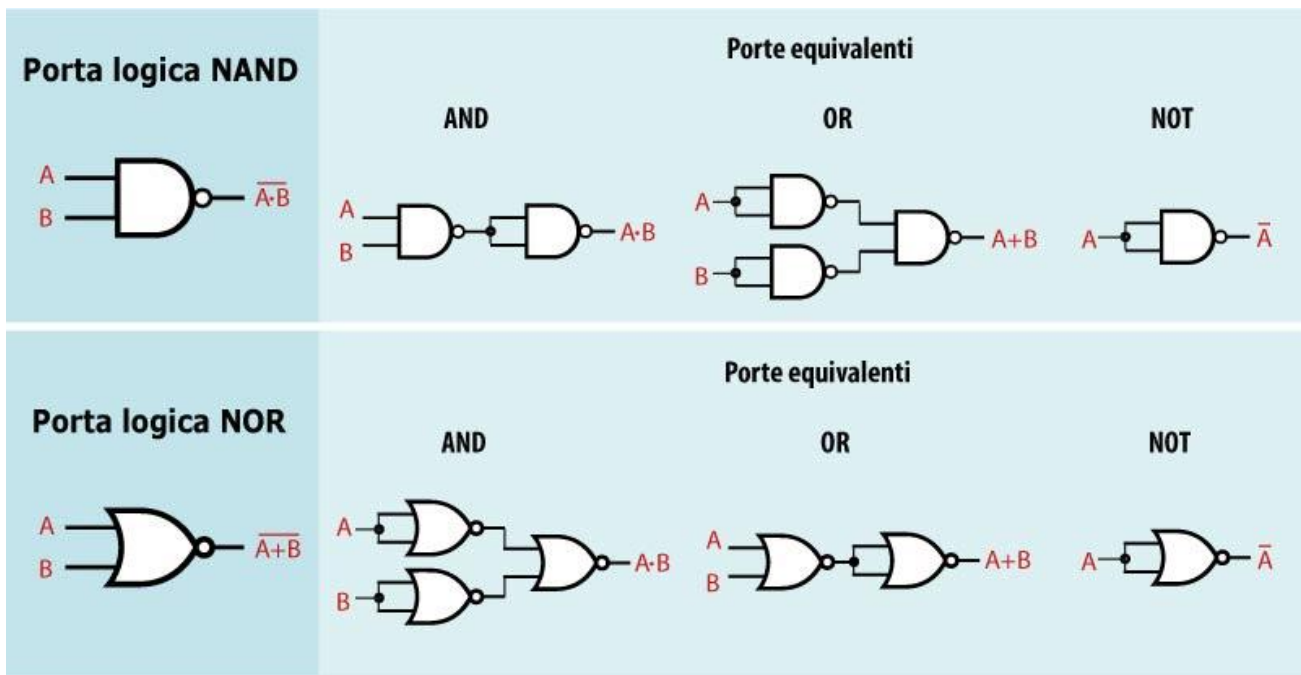 Porta logica NAND
A
B
A̅·̅B̅
Porte equivalenti
AND
A
B
A·B
OR
A
B
A+B
NOT
A
A̅
Porta logica NOR
A
B
A̅+̅B̅
Porte equivalenti
AND
A
B
A·B
OR
A
B
A+B
NOT
A
A̅